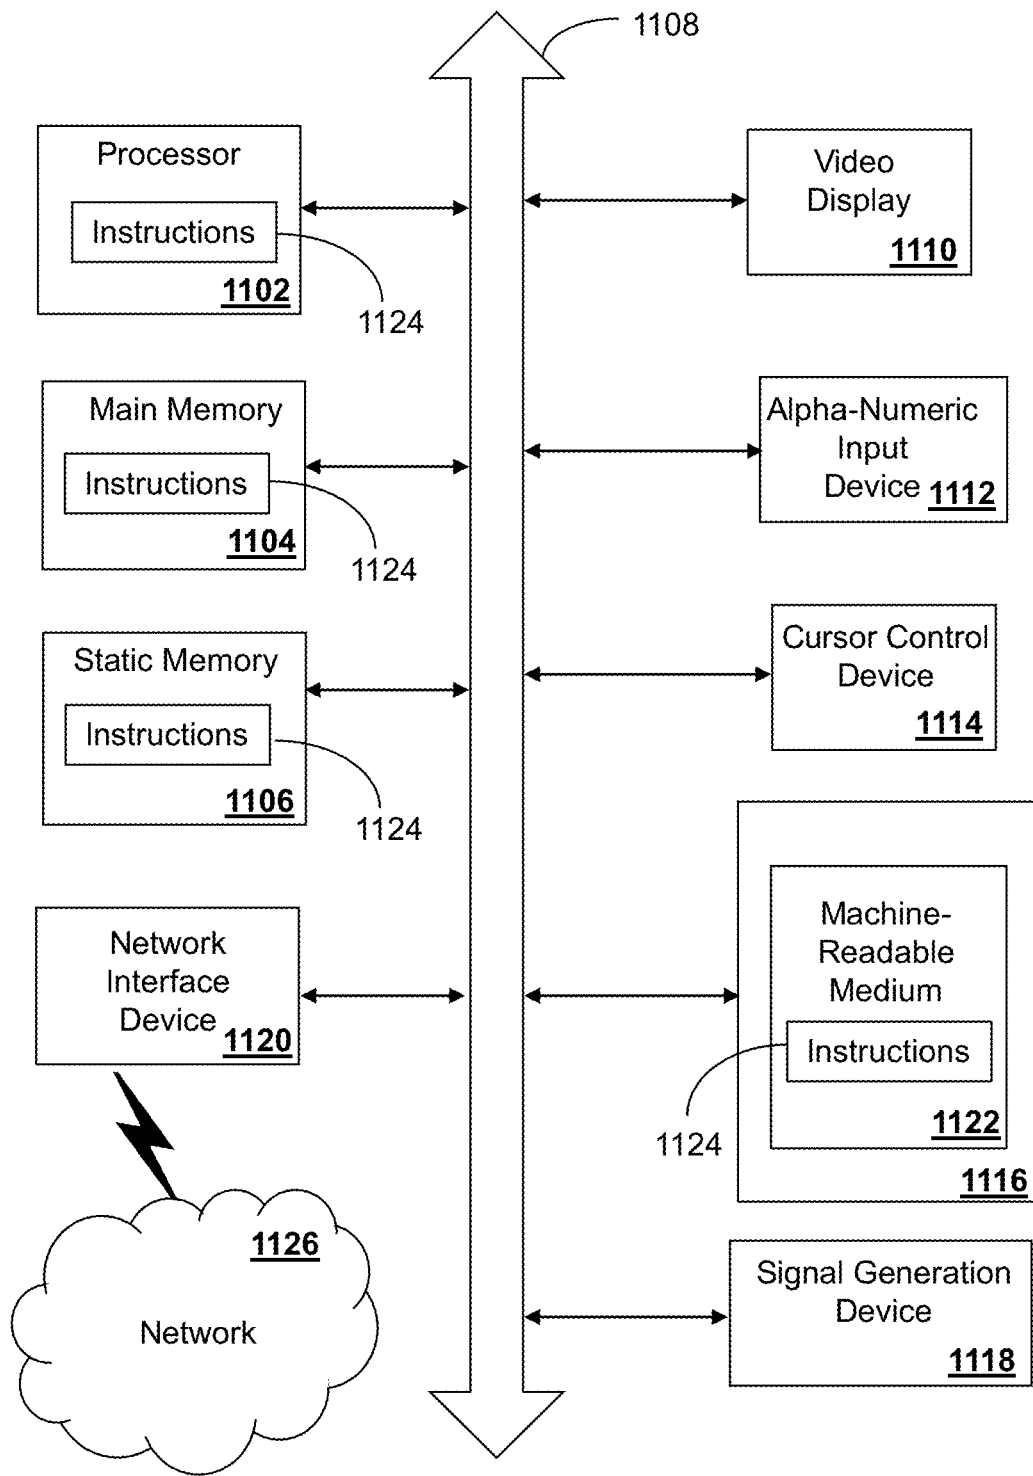 1108
Processor
Instructions
1102
1124
Main Memory
Instructions
1104
1124
Static Memory
Instructions
1106
1124
Network
Interface
Device
1120
1126
Network
Video
Display
1110
Alpha-Numeric
Input
Device
1112
Cursor Control
Device
1114
Machine-
Readable
Medium
Instructions
1124
1122
1116
Signal Generation
Device
1118